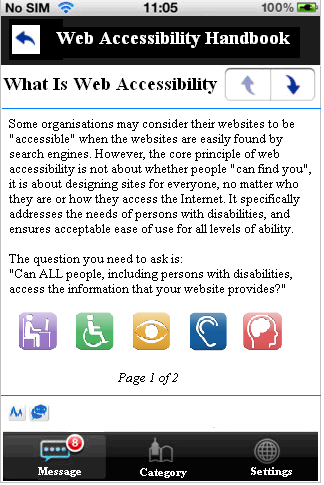 No SIM 11:05 100%
Web Accessibility Handbook
What Is Web Accessibility
Some organisations may consider their websites to be
"accessible" when the websites are easily found by
search engines. However, the core principle of web
accessibility is not about whether people "can find you",
it is about designing sites for everyone, no matter who
they are or how they access the Internet. It specifically
addresses the needs of persons with disabilities, and
ensures acceptable ease of use for all levels of ability.
The question you need to ask is:
"Can ALL people, including persons with disabilities,
access the information that your website provides?"
Page 1 of 2
AA
8
Message Category Settings